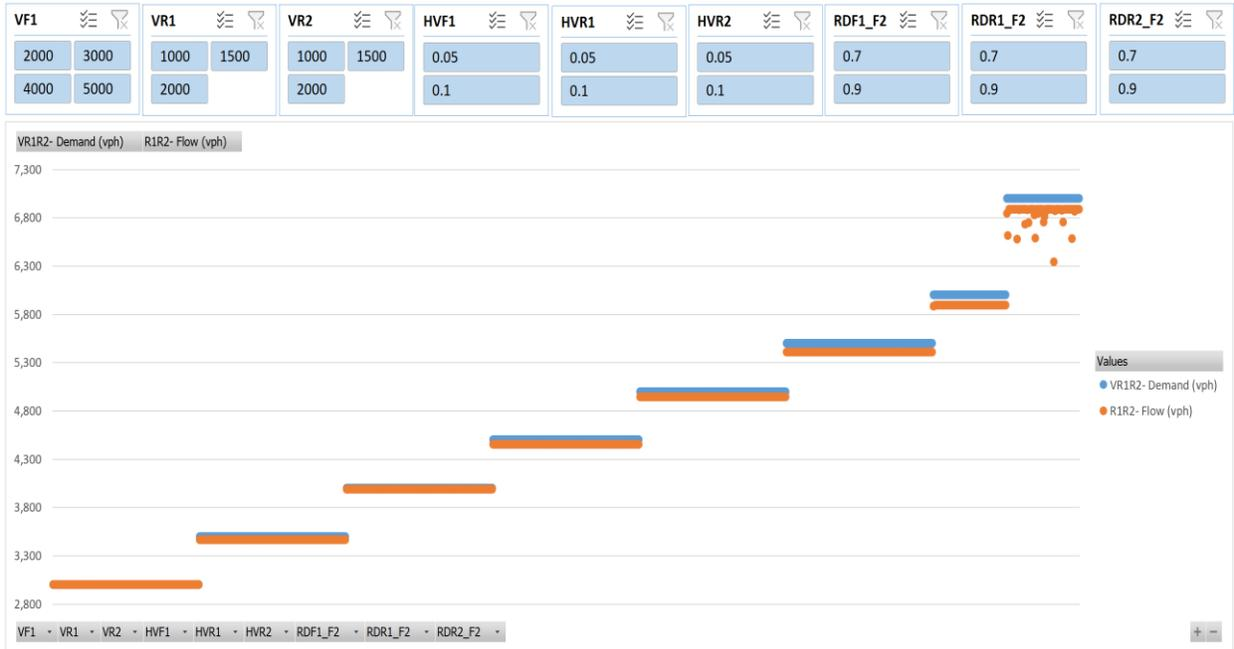 VF1 VR1 VR2 HVF1 HVR1 HVR2 RDF1_F2 RDR1_F2 RDR2_F2
2000 3000 1000 1500 1000 1500 0.05 0.05 0.05 0.7 0.7 0.7
4000 5000 2000 2000 0.1 0.1 0.1 0.9 0.9 0.9
VR1R2- Demand (vph) R1R2- Flow (vph)
7,300
6,800
6,300
5,800
5,300
4,800
4,300
3,800
3,300
2,800
Values
VR1R2- Demand (vph)
R1R2- Flow (vph)
VF1 VR1 VR2 HVF1 HVR1 HVR2 RDF1_F2 RDR1_F2 RDR2_F2
+ −